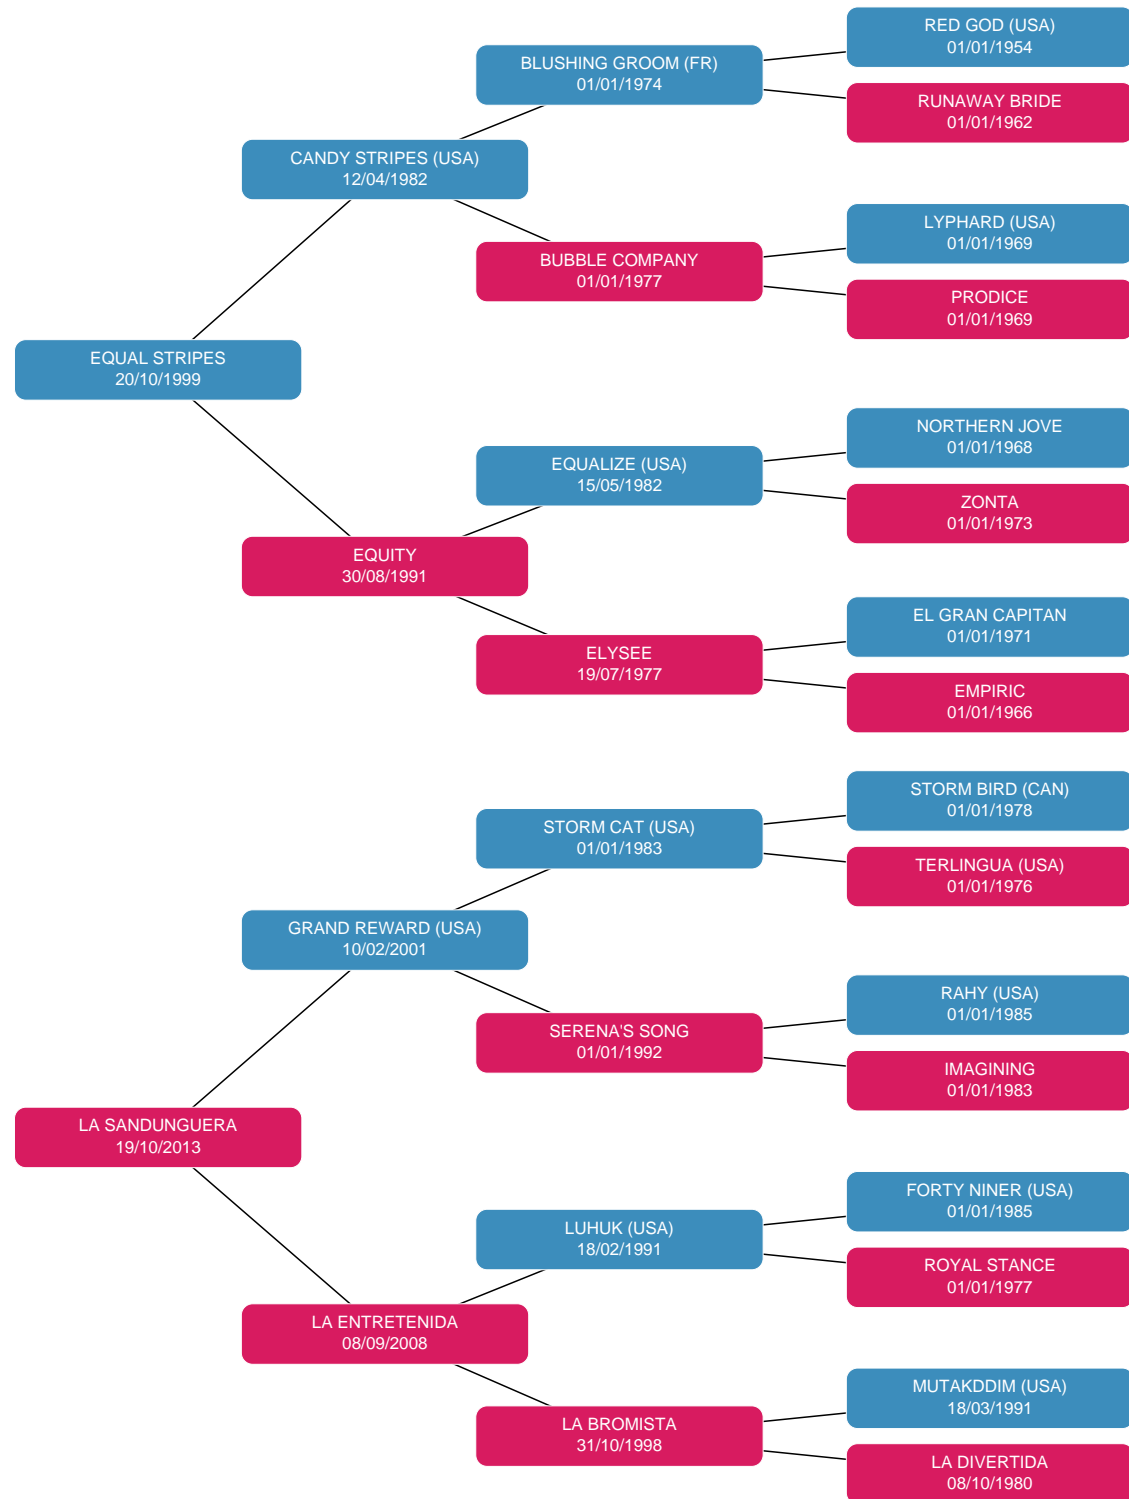 RED GOD (USA)
01/01/1954
BLUSHING GROOM (FR)
01/01/1974
RUNAWAY BRIDE
01/01/1962
CANDY STRIPES (USA)
12/04/1982
LYPHARD (USA)
01/01/1969
BUBBLE COMPANY
01/01/1977
PRODICE
01/01/1969
EQUAL STRIPES
20/10/1999
NORTHERN JOVE
01/01/1968
EQUALIZE (USA)
15/05/1982
ZONTA
01/01/1973
EQUITY
30/08/1991
EL GRAN CAPITAN
01/01/1971
ELYSEE
19/07/1977
EMPIRIC
01/01/1966
STORM BIRD (CAN)
01/01/1978
STORM CAT (USA)
01/01/1983
TERLINGUA (USA)
01/01/1976
GRAND REWARD (USA)
10/02/2001
RAHY (USA)
01/01/1985
SERENA'S SONG
01/01/1992
IMAGINING
01/01/1983
LA SANDUNGUERA
19/10/2013
FORTY NINER (USA)
01/01/1985
LUHUK (USA)
18/02/1991
ROYAL STANCE
01/01/1977
LA ENTRETENIDA
08/09/2008
MUTAKDDIM (USA)
18/03/1991
LA BROMISTA
31/10/1998
LA DIVERTIDA
08/10/1980